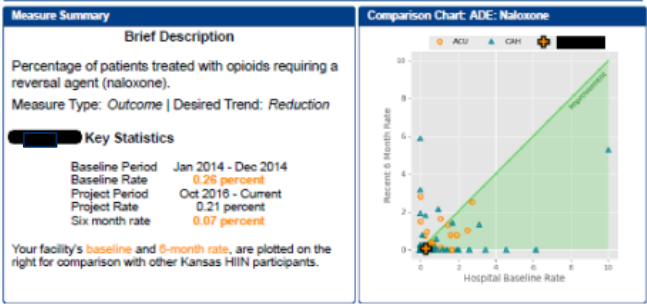 Measure Summary
Brief Description
Percentage of patients treated with opioids requiring a
reversal agent (naloxone).
Measure Type: Outcome | Desired Trend: Reduction
Key Statistics
Baseline Period Jan 2014 - Dec 2014
Baseline Rate 0.26 percent
Project Period Oct 2016 - Current
Project Rate 0.21 percent
Six month rate 0.07 percent
Your facility's baseline and 6-month rate, are plotted on the
right for comparison with other Kansas HIIN participants.
Comparison Chart: ADE: Naloxone
ACU CAH
Improvement
Recent 6 Month Rate
10
8
6
4
2
0
0 2 4 6 8 10
Hospital Baseline Rate